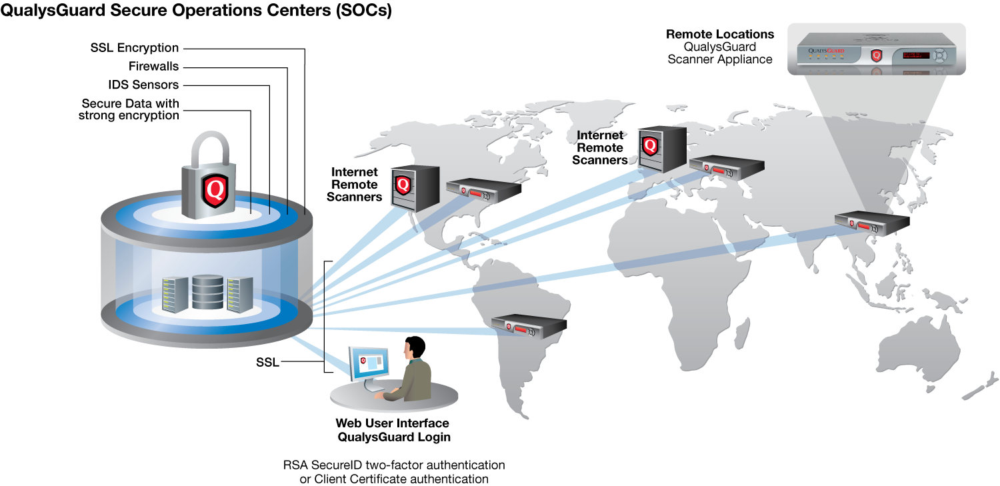 QualysGuard Secure Operations Centers (SOCs)
SSL Encryption
Firewalls
IDS Sensors
Secure Data with
strong encryption
Q
Remote Locations
QualysGuard
Scanner Appliance
QUALYSGUARD
Internet
Remote
Scanners
Q
Internet
Remote
Scanners
Q
SSL
Web User Interface
QualysGuard Login
RSA SecureID two-factor authentication
or Client Certificate authentication